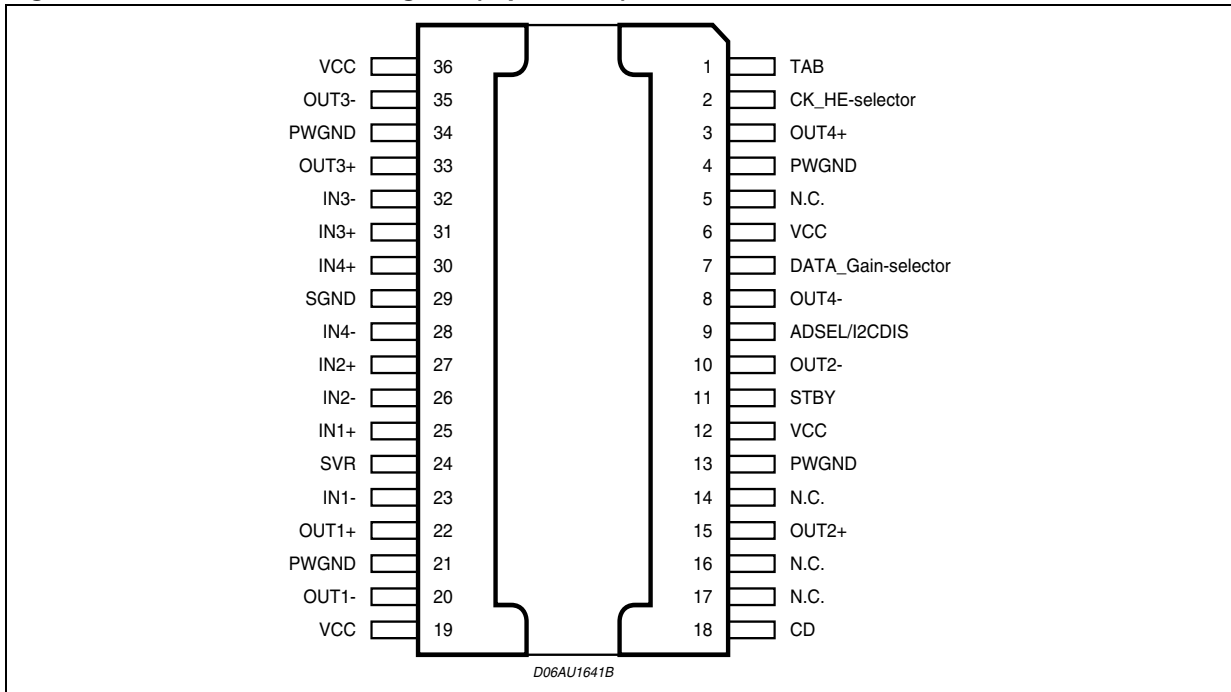 VCC 36 1 TAB
OUT3- 35 2 CK_HE-selector
PWGND 34 3 OUT4+
OUT3+ 33 4 PWGND
IN3- 32 5 N.C.
IN3+ 31 6 VCC
IN4+ 30 7 DATA_Gain-selector
SGND 29 8 OUT4-
IN4- 28 9 ADSEL/I2CDIS
IN2+ 27 10 OUT2-
IN2- 26 11 STBY
IN1+ 25 12 VCC
SVR 24 13 PWGND
IN1- 23 14 N.C.
OUT1+ 22 15 OUT2+
PWGND 21 16 N.C.
OUT1- 20 17 N.C.
VCC 19 18 CD
D06AU1641B